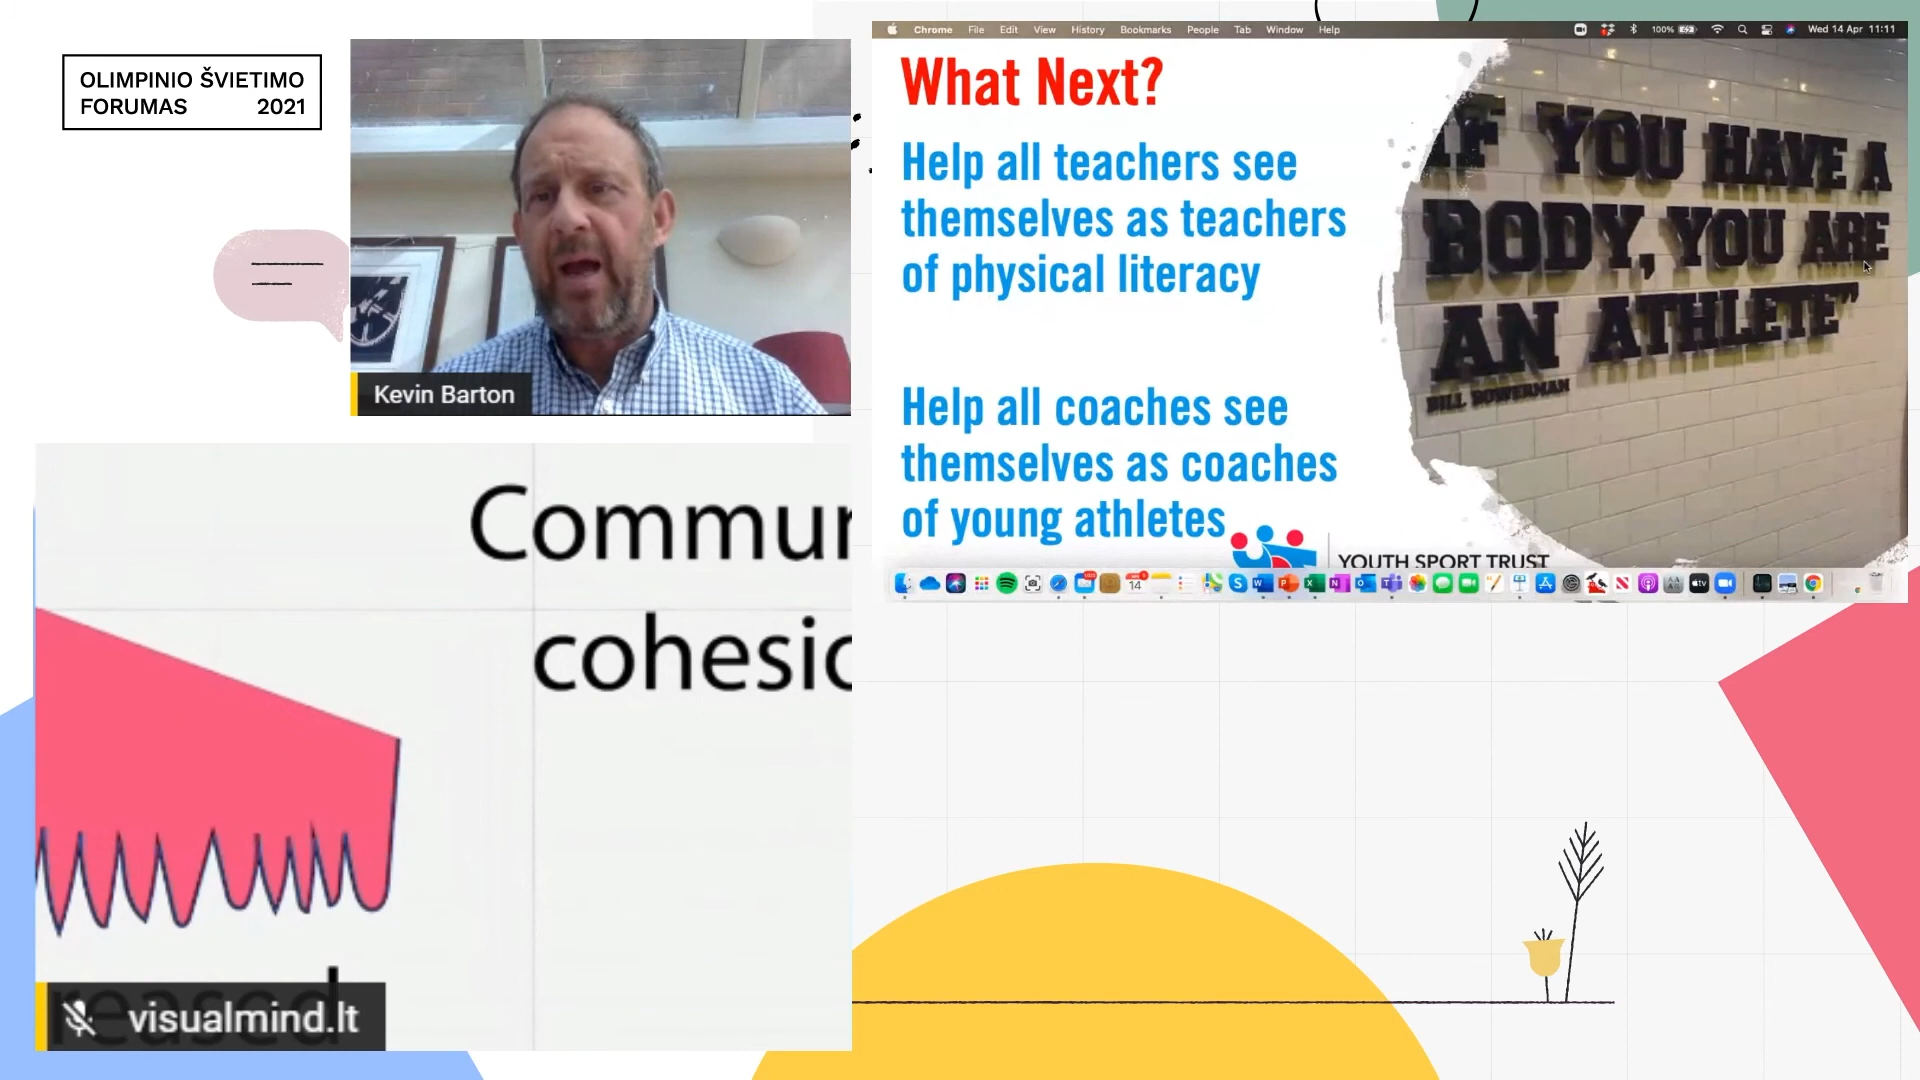 OLIMPINIO ŠVIETIMO
FORUMAS 2021
Kevin Barton
Chrome File Edit View History Bookmarks People Tab Window Help 100% Wed 14 Apr 11:11
What Next?
Help all teachers see
themselves as teachers
of physical literacy
Help all coaches see
themselves as coaches
of young athletes
IF YOU HAVE A
BODY, YOU ARE
AN ATHLETE”
BILL BOWERMAN
YOUTH SPORT TRUST
14
Commun
cohesio
reased
visualmind.lt